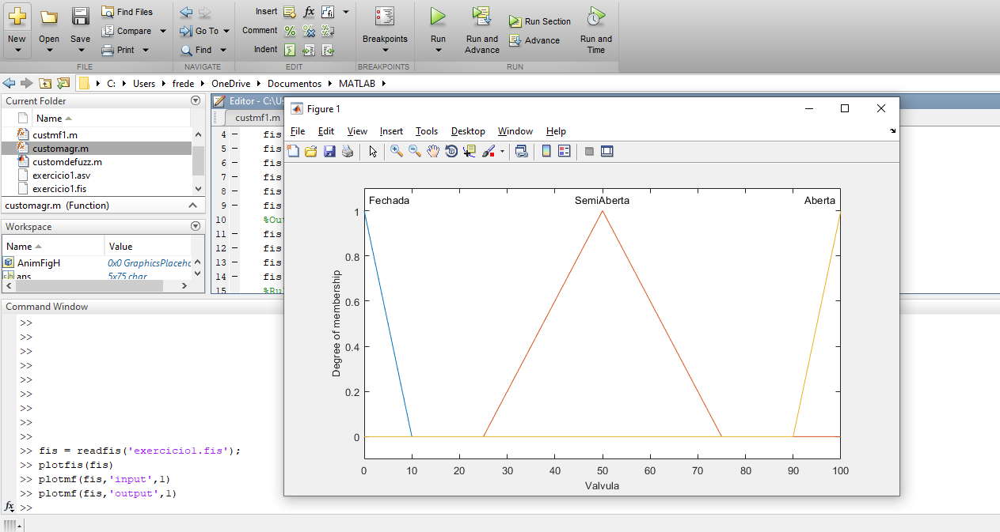 New
Open
Save
Find Files
Compare
Print
FILE
Go To
Find
NAVIGATE
Insert
fx
Comment
Indent
EDIT
Breakpoints
BREAKPOINTS
Run
Run and
Advance
Run Section
Advance
Run and
Time
RUN
C: Users frede OneDrive Documentos MATLAB
Current Folder
Name
custmf1.m
customagr.m
customdefuzz.m
exercicio1.asv
exercicio1.fis
customagr.m (Function)
Workspace
Name Value
AnimFigH 0x0 GraphicsPlaceho
ans 5x75 char
Editor - C:\U
custmf1.m
4 – fis
5 – fis
6 – fis
7 – fis
8 – fis
9 – fis
10 %Out
11 – fis
12 – fis
13 – fis
14 – fis
15 %Ru
Command Window
>>
>>
>>
>>
>>
>>
>>
>>
>>
>> fis = readfis('exercicio1.fis');
>> plotfis(fis)
>> plotmf(fis,'input',1)
>> plotmf(fis,'output',1)
fx >>
Figure 1
File Edit View Insert Tools Desktop Window Help
Fechada SemiAberta Aberta
1
0.8
0.6
0.4
0.2
0
Degree of membership
0 10 20 30 40 50 60 70 80 90 100
Valvula